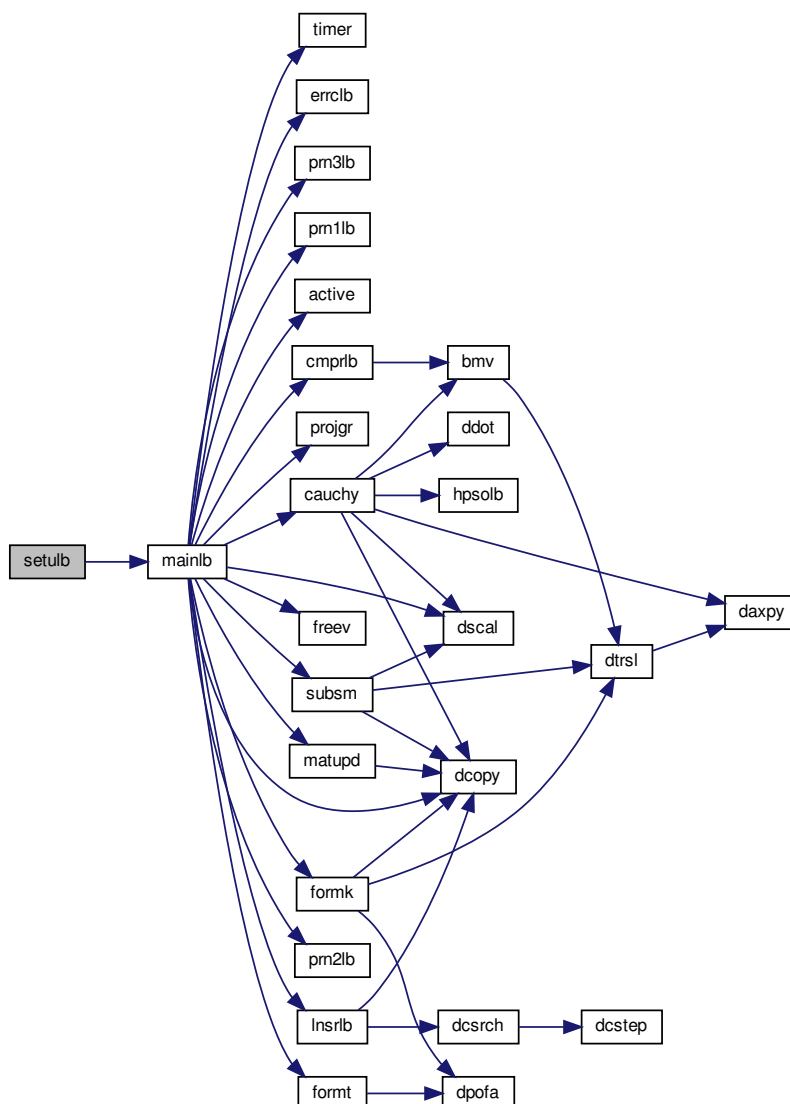 timer
errclb
prn3lb
prn1lb
active
cmprlb
bmv
projgr
ddot
cauchy
hpsolb
setulb
mainlb
freev
dscal
daxpy
subsm
dtrsl
matupd
dcopy
formk
prn2lb
lnsrlb
dcsrch
dcstep
formt
dpofa